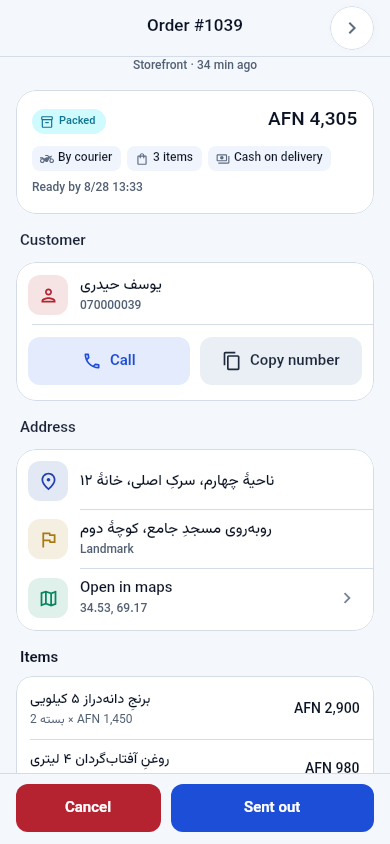 Order #1039
Storefront · 34 min ago
Packed
AFN 4,305
By courier
3 items
Cash on delivery
Ready by 8/28 13:33
Customer
یوسف حیدری
070000039
Call
Copy number
Address
ناحیهٔ چهارم، سرکِ اصلی، خانهٔ ۱۲
روبه‌روی مسجدِ جامع، کوچهٔ دوم
Landmark
Open in maps
34.53, 69.17
Items
برنجِ دانه‌دراز ۵ کیلویی
AFN 2,900
2 بسته × AFN 1,450
روغنِ آفتاب‌گردان ۴ لیتری
AFN 980
Cancel
Sent out